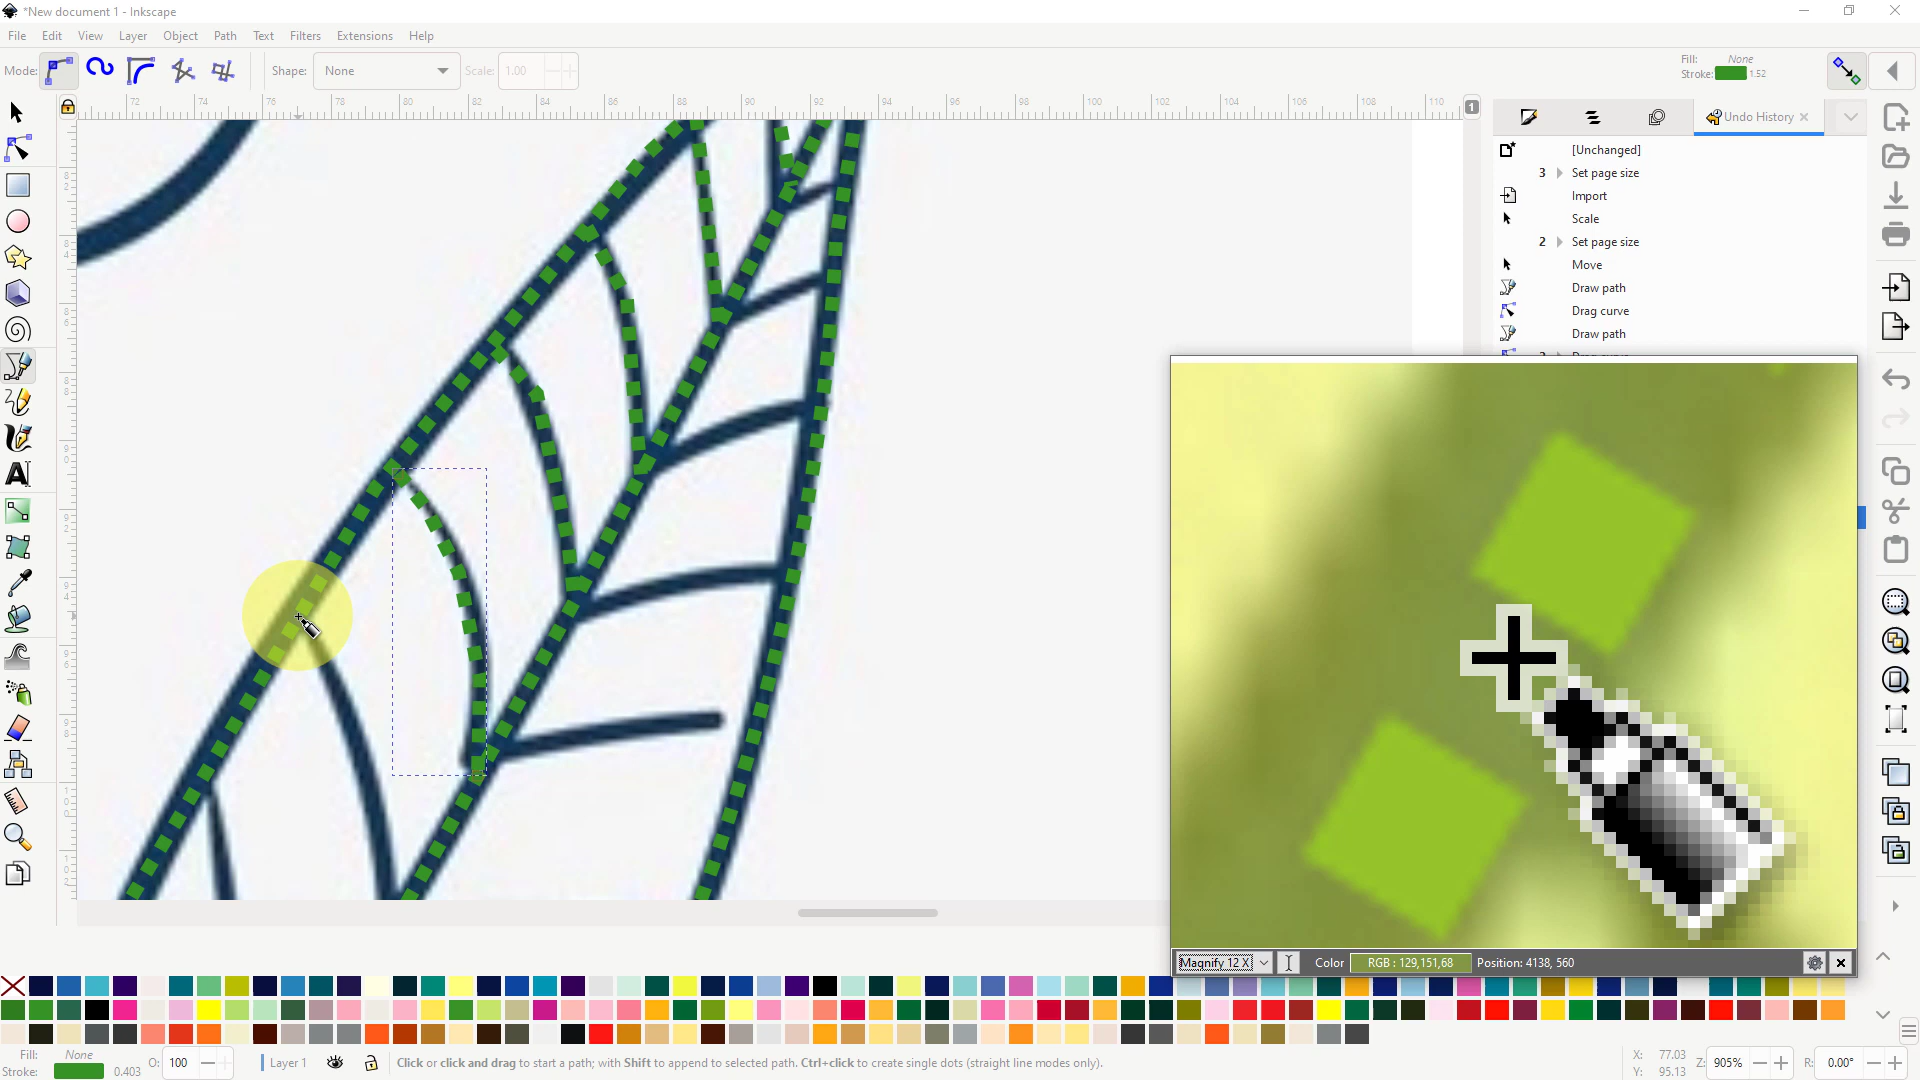 *New document 1 - Inkscape
File Edit View Layer Object Path Text Filters Extensions Help
Mode: Shape: None Scale: 1.00 Fill: None
Stroke: 1.52
72 74 76 78 80 82 84 86 88 90 92 94 96 98 100 102 104 106 108 110
1
Undo History
[Unchanged]
3 Set page size
Import
Scale
2 Set page size
Move
Draw path
Drag curve
Draw path
Magnify 12 X Color RGB : 129,151,68 Position: 4138, 560
Fill: None O: 100 Layer 1 Click or click and drag to start a path; with Shift to append to selected path. Ctrl+click to create single dots (straight line modes only).
Stroke: 0.403
X: 77.03
Y: 95.13
Z: 905% R: 0.00°